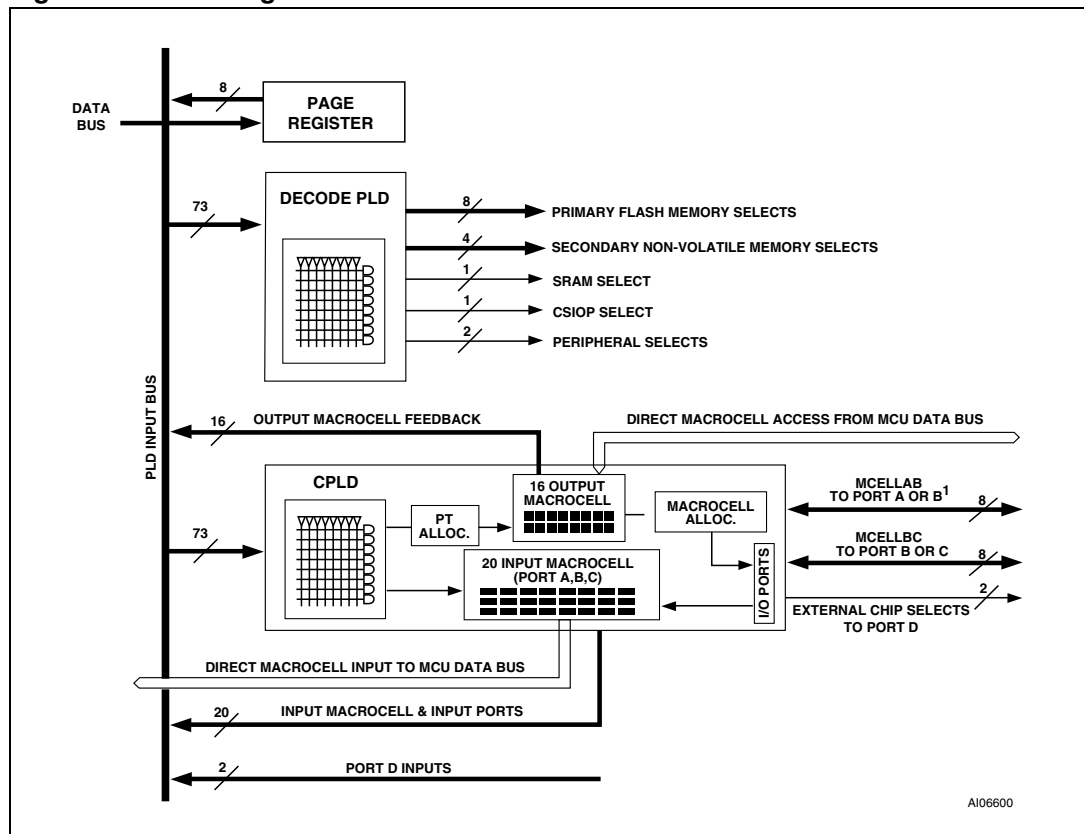 8
PAGE
REGISTER
DATA
BUS
DECODE PLD
73
8
PRIMARY FLASH MEMORY SELECTS
4
SECONDARY NON-VOLATILE MEMORY SELECTS
1
SRAM SELECT
1
CSIOP SELECT
2
PERIPHERAL SELECTS
PLD INPUT BUS
16
OUTPUT MACROCELL FEEDBACK
DIRECT MACROCELL ACCESS FROM MCU DATA BUS
CPLD
73
PT
ALLOC.
16 OUTPUT
MACROCELL
MACROCELL
ALLOC.
20 INPUT MACROCELL
(PORT A,B,C)
I/O PORTS
MCELLAB
TO PORT A OR B1
8
MCELLBC
TO PORT B OR C
8
2
EXTERNAL CHIP SELECTS
TO PORT D
DIRECT MACROCELL INPUT TO MCU DATA BUS
20
INPUT MACROCELL & INPUT PORTS
2
PORT D INPUTS
AI06600